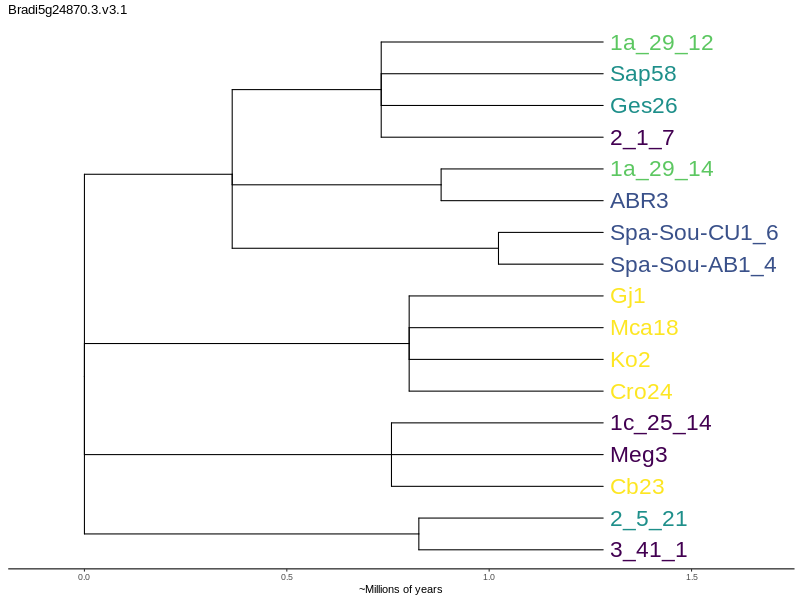 Bradi5g24870.3.v3.1
1a_29_12
Sap58
Ges26
2_1_7
1a_29_14
ABR3
Spa-Sou-CU1_6
Spa-Sou-AB1_4
Gj1
Mca18
Ko2
Cro24
1c_25_14
Meg3
Cb23
2_5_21
3_41_1
0.0 0.5 1.0 1.5
~Millions of years